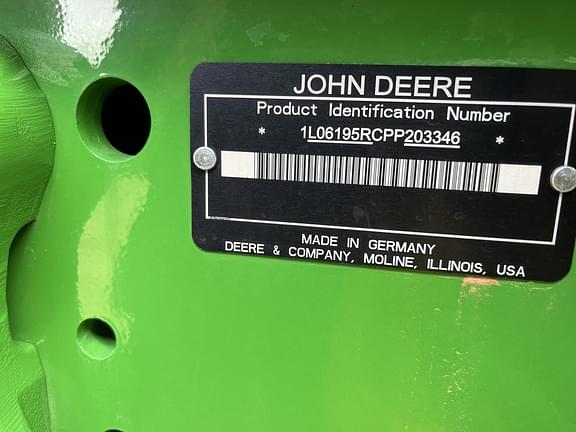 JOHN DEERE
Product Identification Number
* 1L06195RCPP203346 *
MADE IN GERMANY
DEERE & COMPANY, MOLINE, ILLINOIS, USA